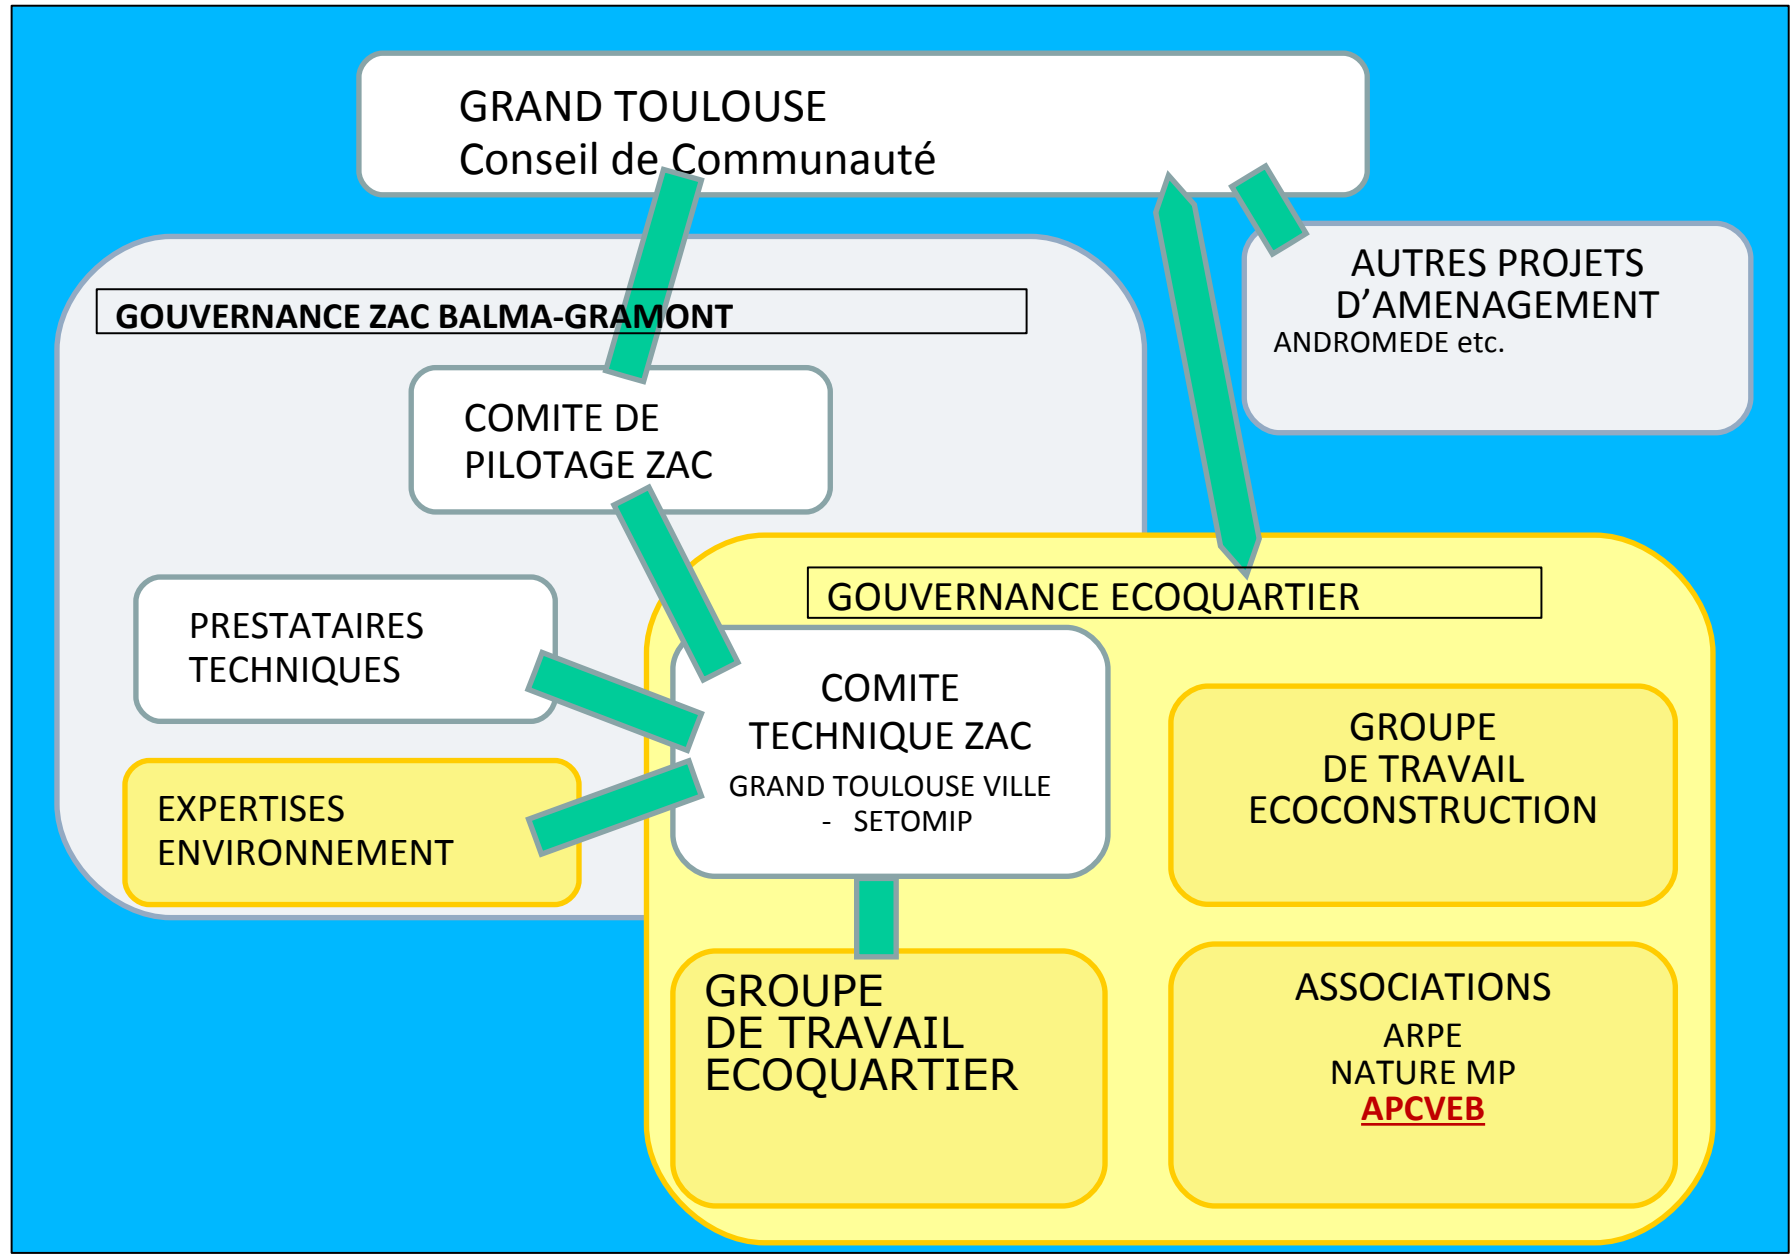 GRAND TOULOUSE
Conseil de Communauté
AUTRES PROJETS
D’AMENAGEMENT
ANDROMEDE etc.
GOUVERNANCE ZAC BALMA-GRAMONT
COMITE DE
PILOTAGE ZAC
GOUVERNANCE ECOQUARTIER
PRESTATAIRES
TECHNIQUES
COMITE
TECHNIQUE ZAC
GRAND TOULOUSE VILLE
- SETOMIP
GROUPE
DE TRAVAIL
ECOCONSTRUCTION
EXPERTISES
ENVIRONNEMENT
GROUPE
DE TRAVAIL
ECOQUARTIER
ASSOCIATIONS
ARPE
NATURE MP
APCVEB